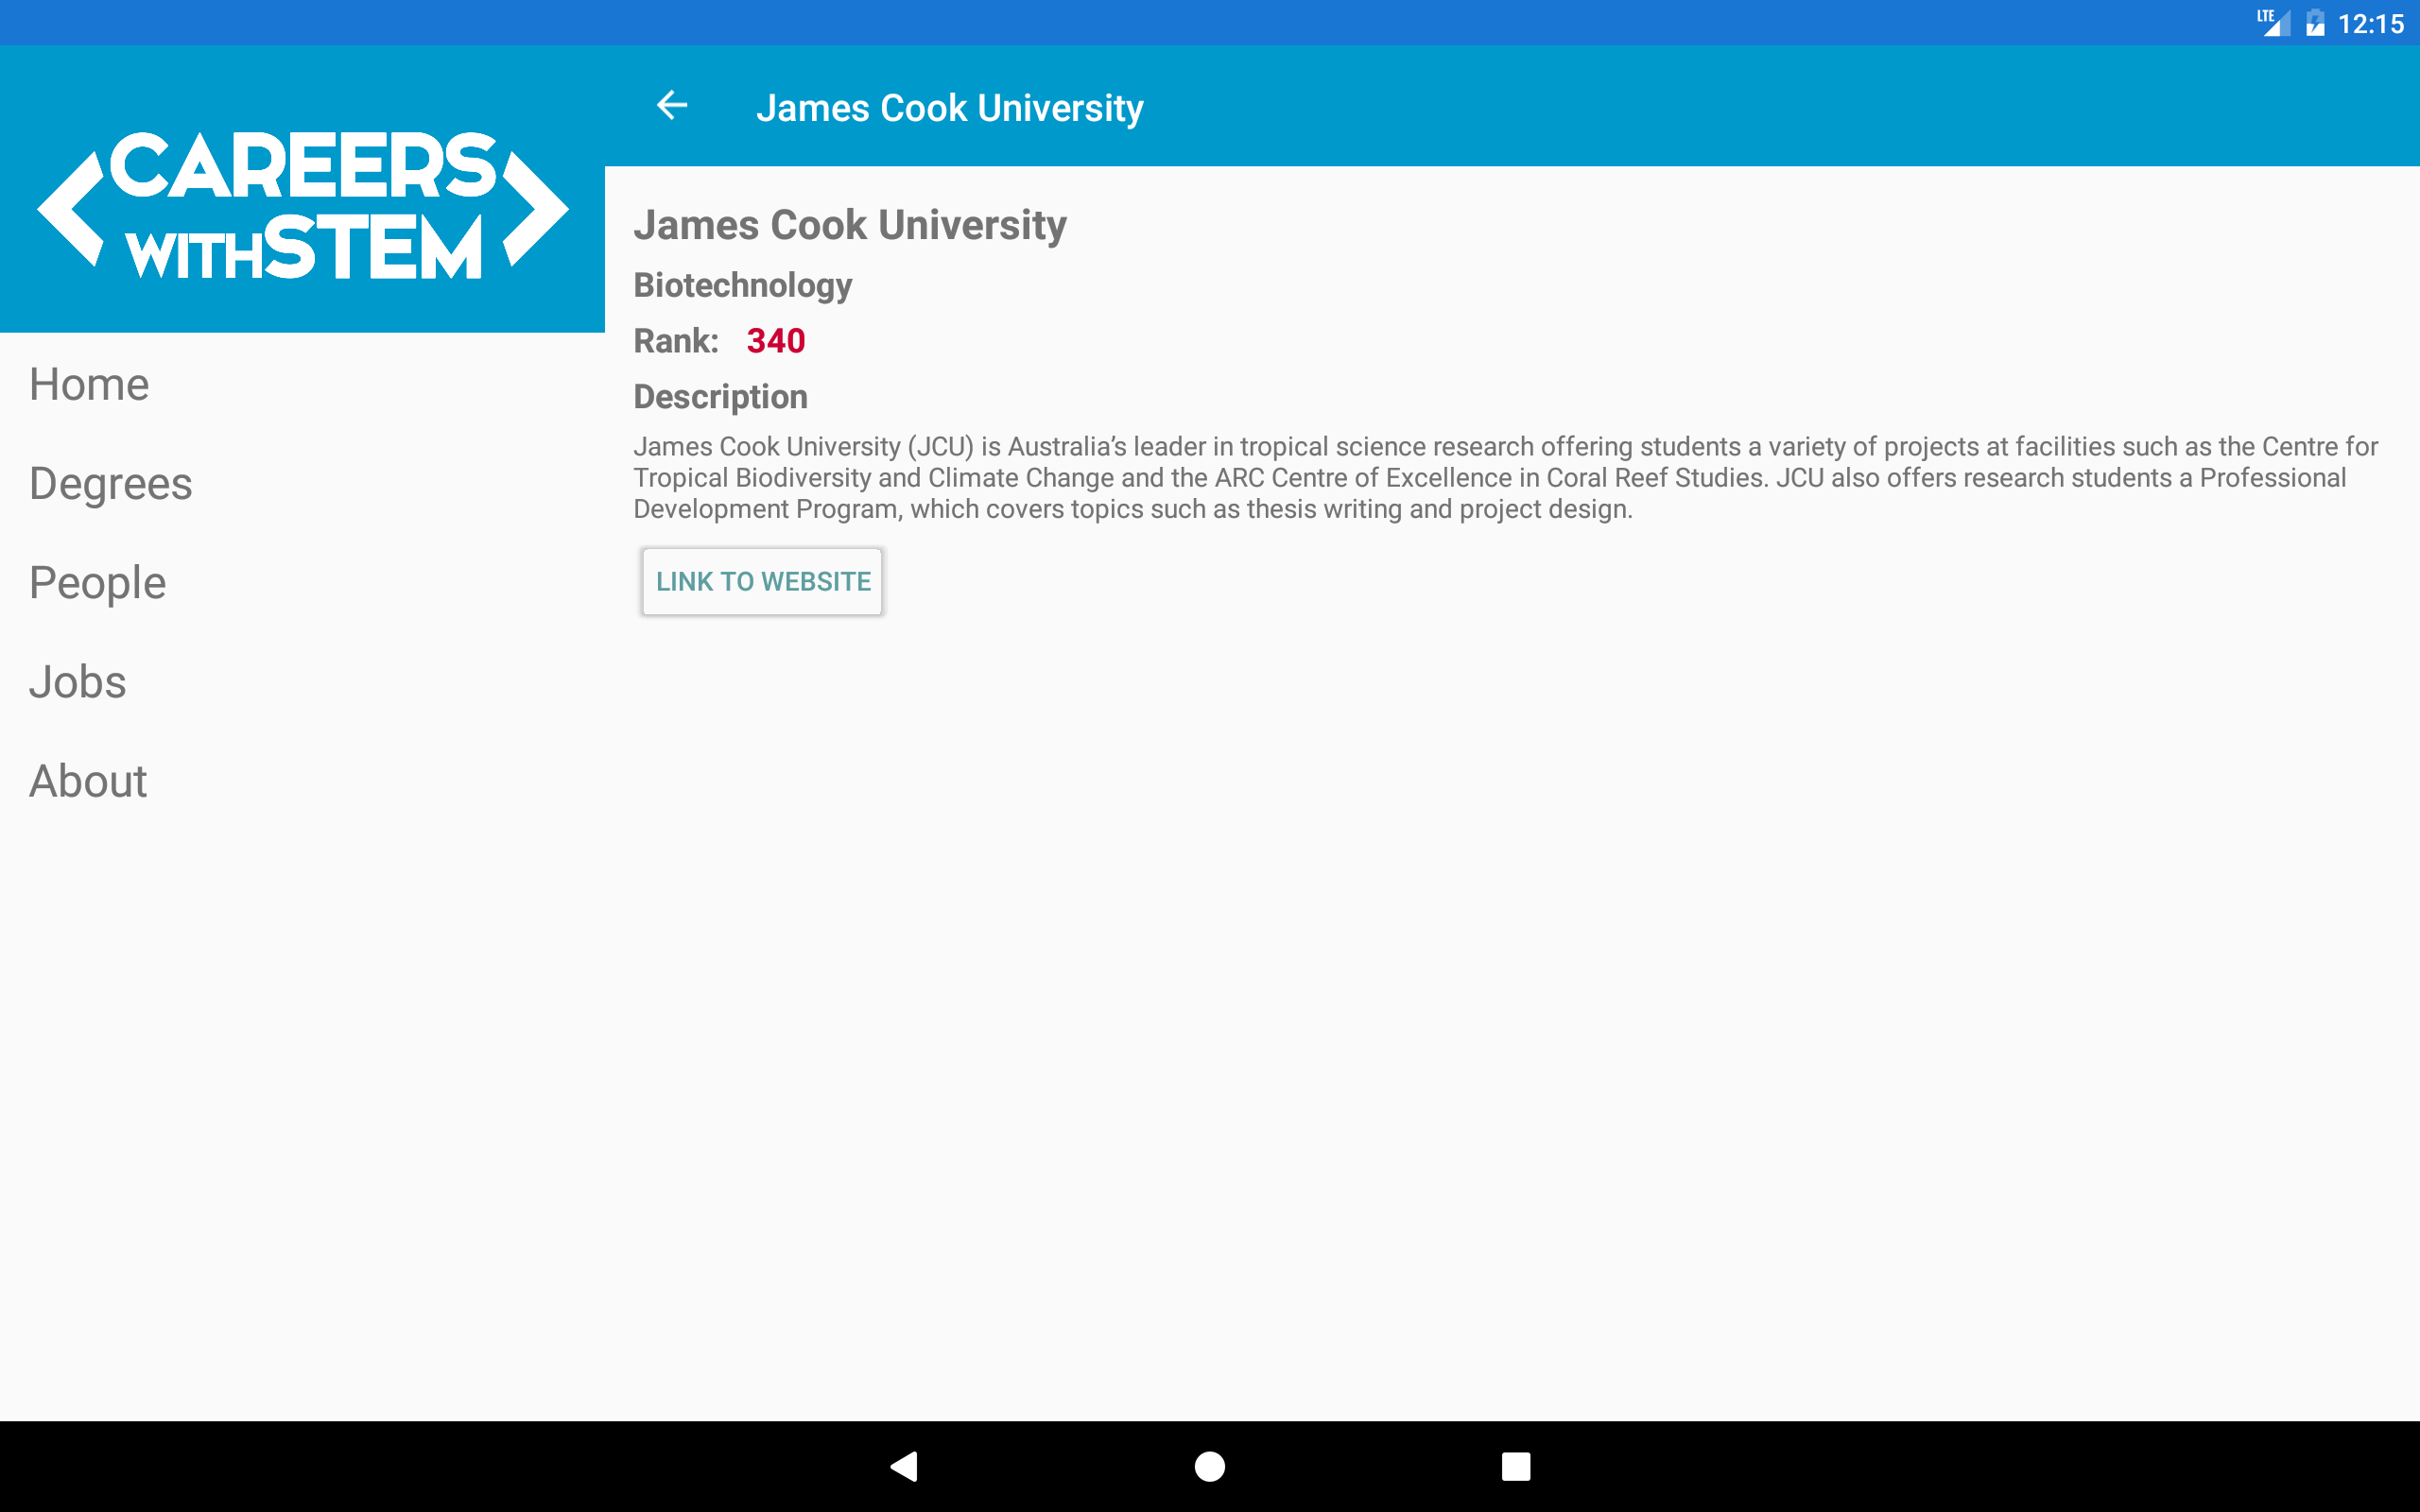 LTE 12:15
CAREERS
WITH STEM
James Cook University
Home
Degrees
People
Jobs
About
James Cook University
Biotechnology
Rank: 340
Description
James Cook University (JCU) is Australia’s leader in tropical science research offering students a variety of projects at facilities such as the Centre for
Tropical Biodiversity and Climate Change and the ARC Centre of Excellence in Coral Reef Studies. JCU also offers research students a Professional
Development Program, which covers topics such as thesis writing and project design.
LINK TO WEBSITE